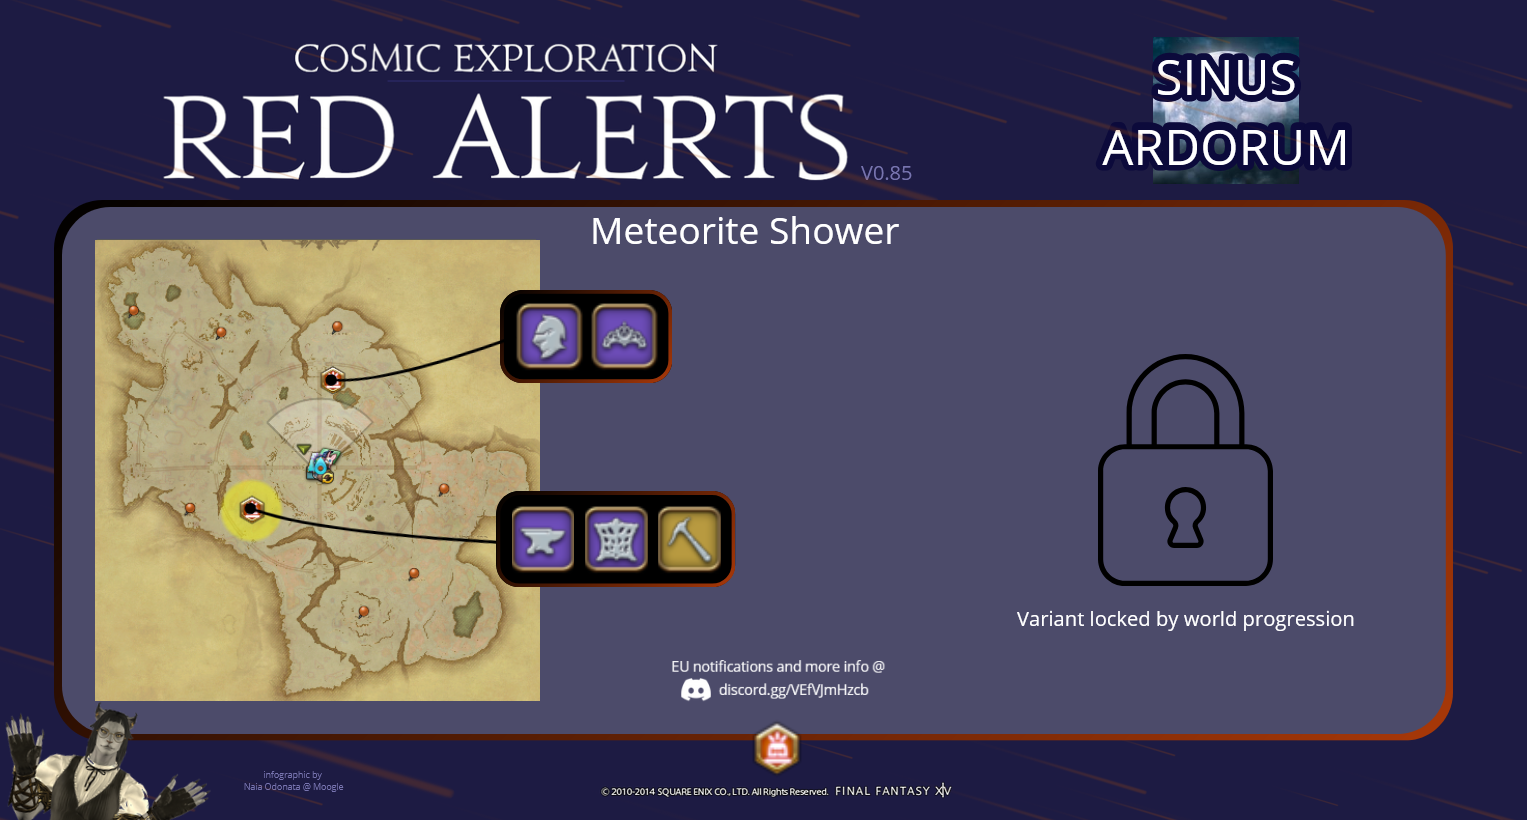 COSMIC EXPLORATION
RED ALERTS
V0.85
SINUS
ARDORUM
Meteorite Shower
Variant locked by world progression
EU notifications and more info @
discord.gg/VEfVJmHzcb
infographic by
Naia Odonata @ Moogle
© 2010-2014 SQUARE ENIX CO., LTD. All Rights Reserved. FINAL FANTASY XIV